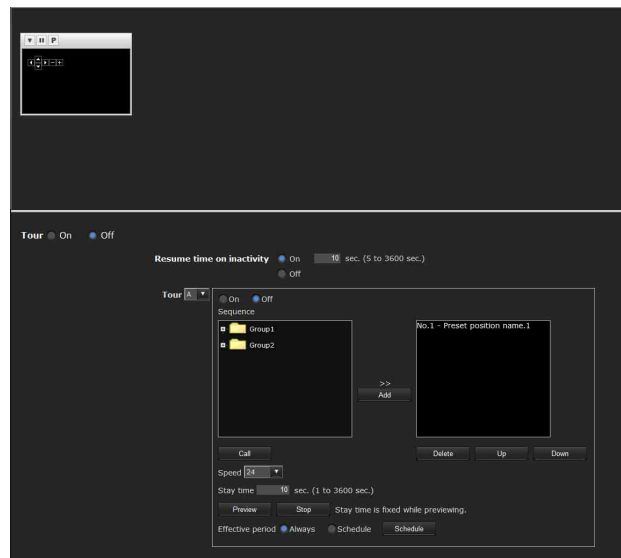 P
Tour On Off
Resume time on inactivity On 10 sec. (5 to 3600 sec.)
Off
Tour A
On Off
Sequence
Group1
Group2
No.1 - Preset position name.1
>>
Add
Call Delete Up Down
Speed 24
Stay time 10 sec. (1 to 3600 sec.)
Preview Stop Stay time is fixed while previewing.
Effective period Always Schedule Schedule